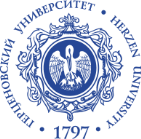 ГЕРЦЕНОВСКИЙ УНИВЕРСИТЕТ • HERZEN UNIVERSITY
• 1797 •